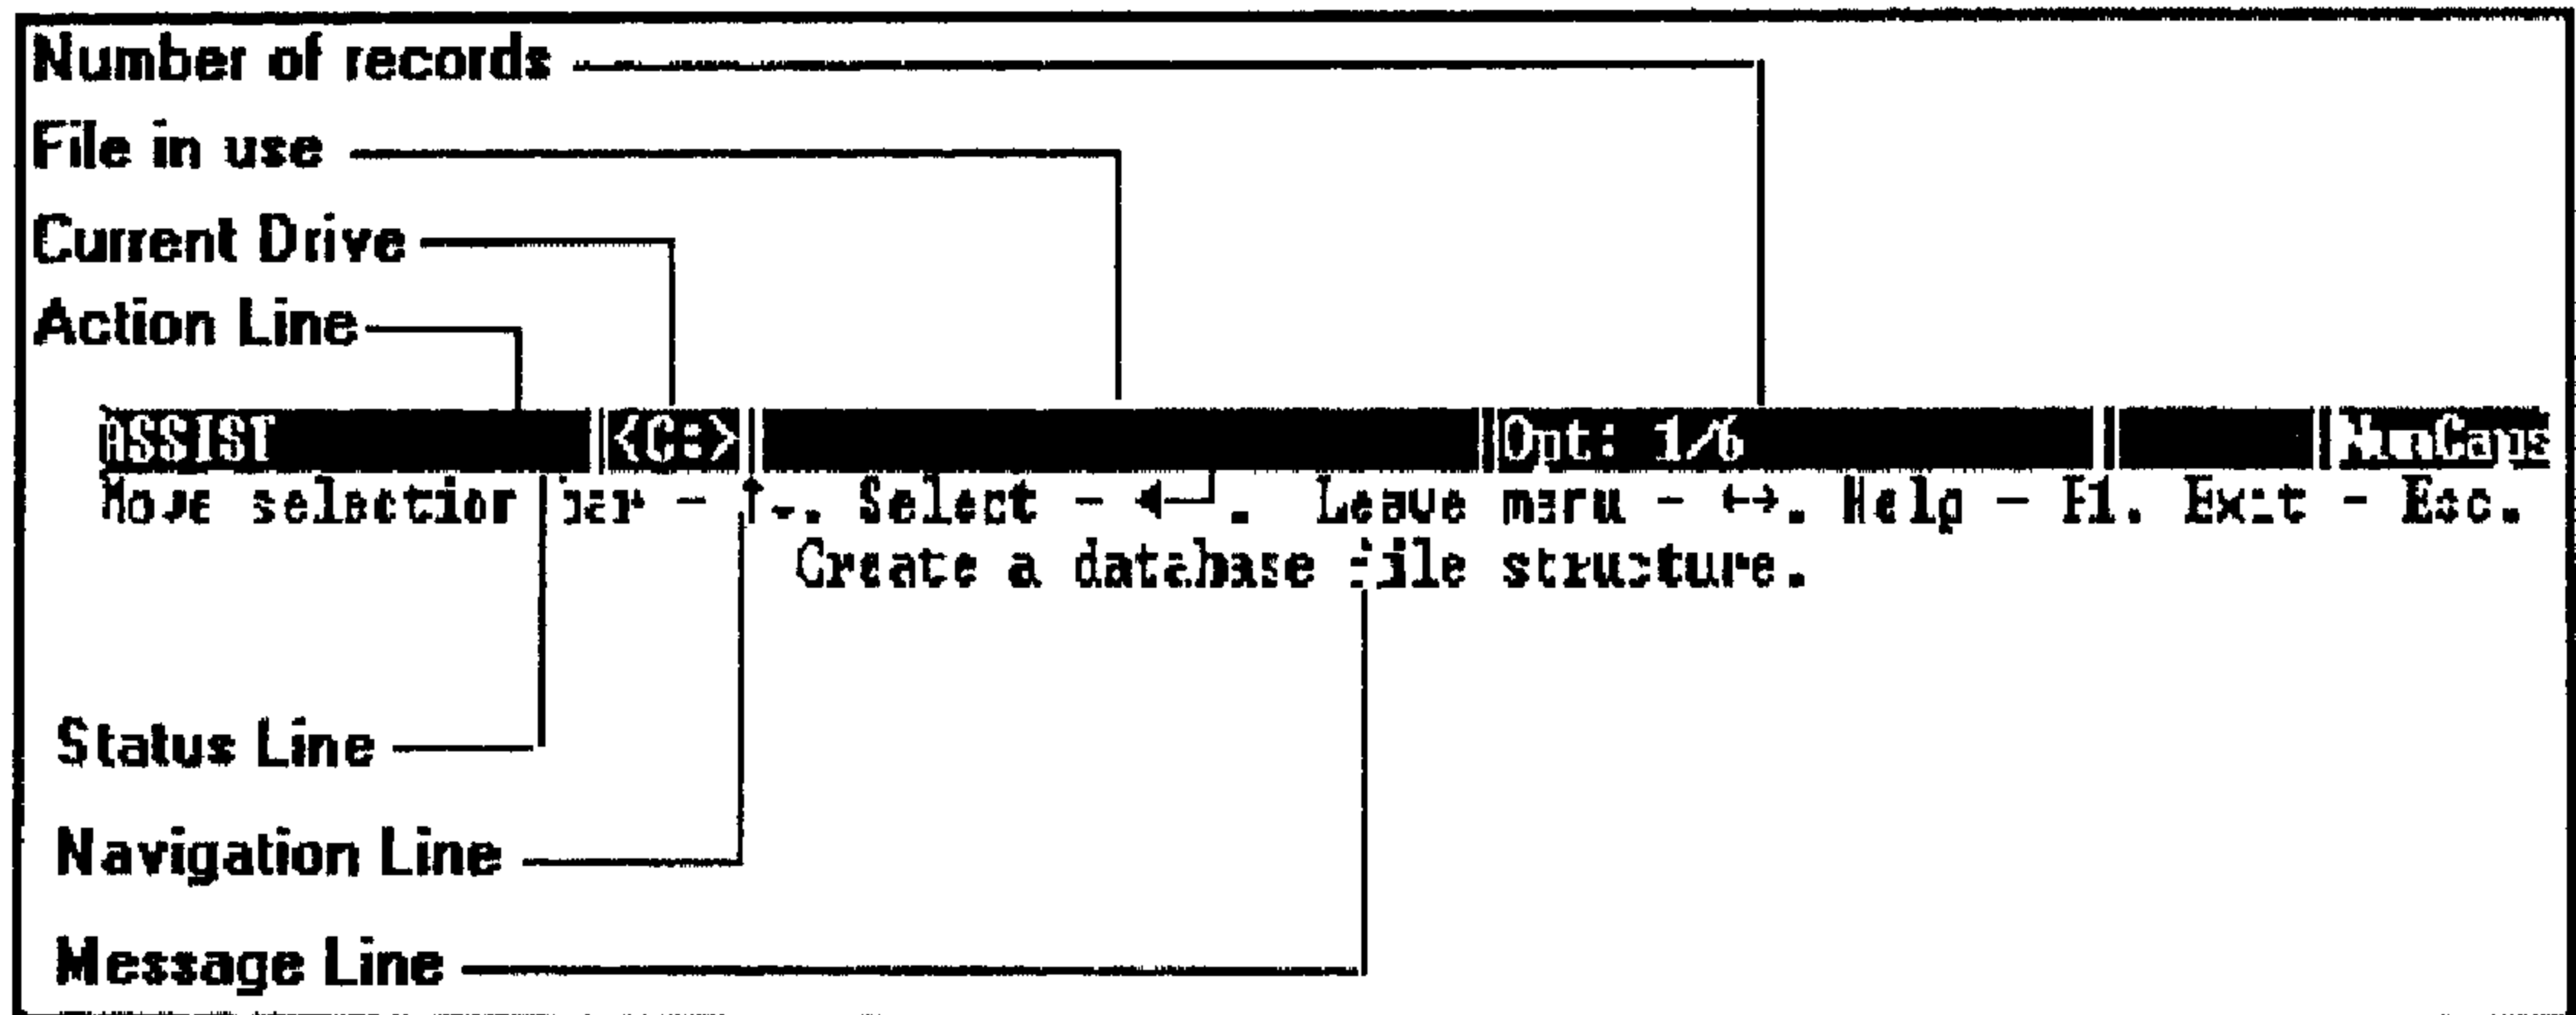 Number of records
File in use
Current Drive
Action Line
ASSIST <C:> Opt: 1/6 NumCaps
Move selection bar - ↑↓. Select - ◄┘. Leave menu - ↔. Help - F1. Exit - Esc.
Create a database file structure.
Status Line
Navigation Line
Message Line